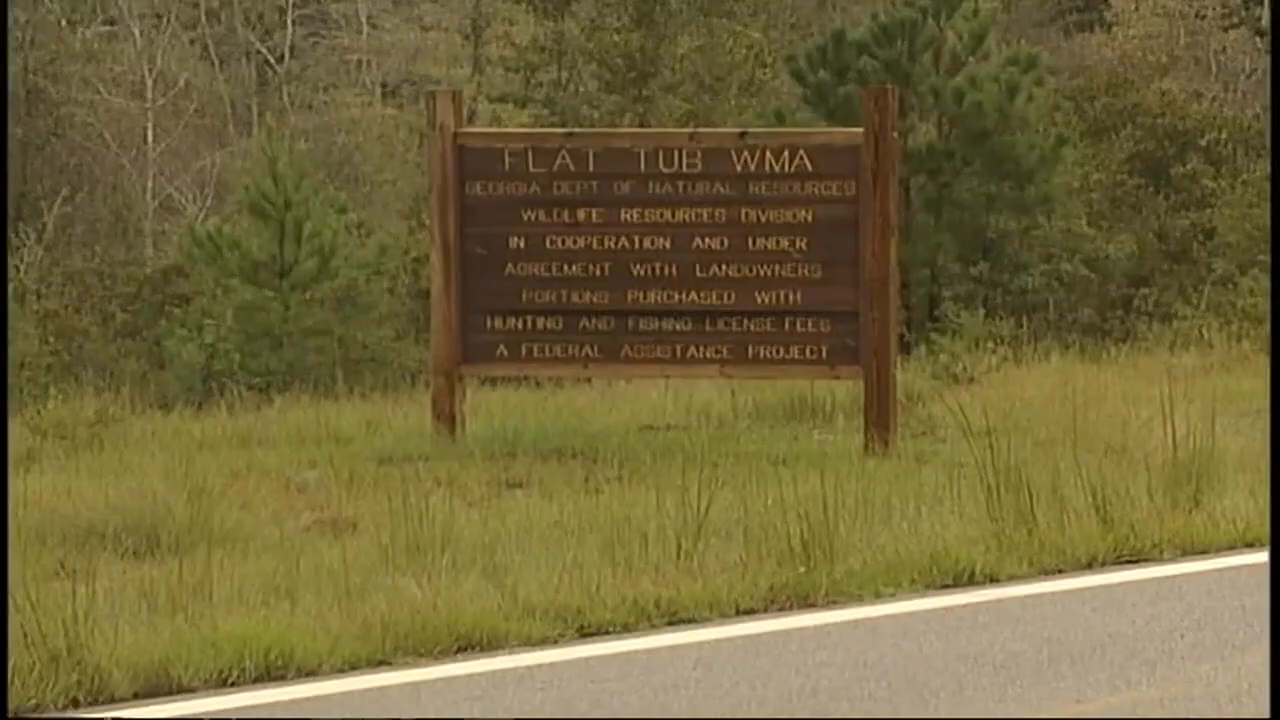 FLAT TUB WMA
GEORGIA DEPT OF NATURAL RESOURCES
WILDLIFE RESOURCES DIVISION
IN COOPERATION AND UNDER
AGREEMENT WITH LANDOWNERS
PORTIONS PURCHASED WITH
HUNTING AND FISHING LICENSE FEES
A FEDERAL ASSISTANCE PROJECT